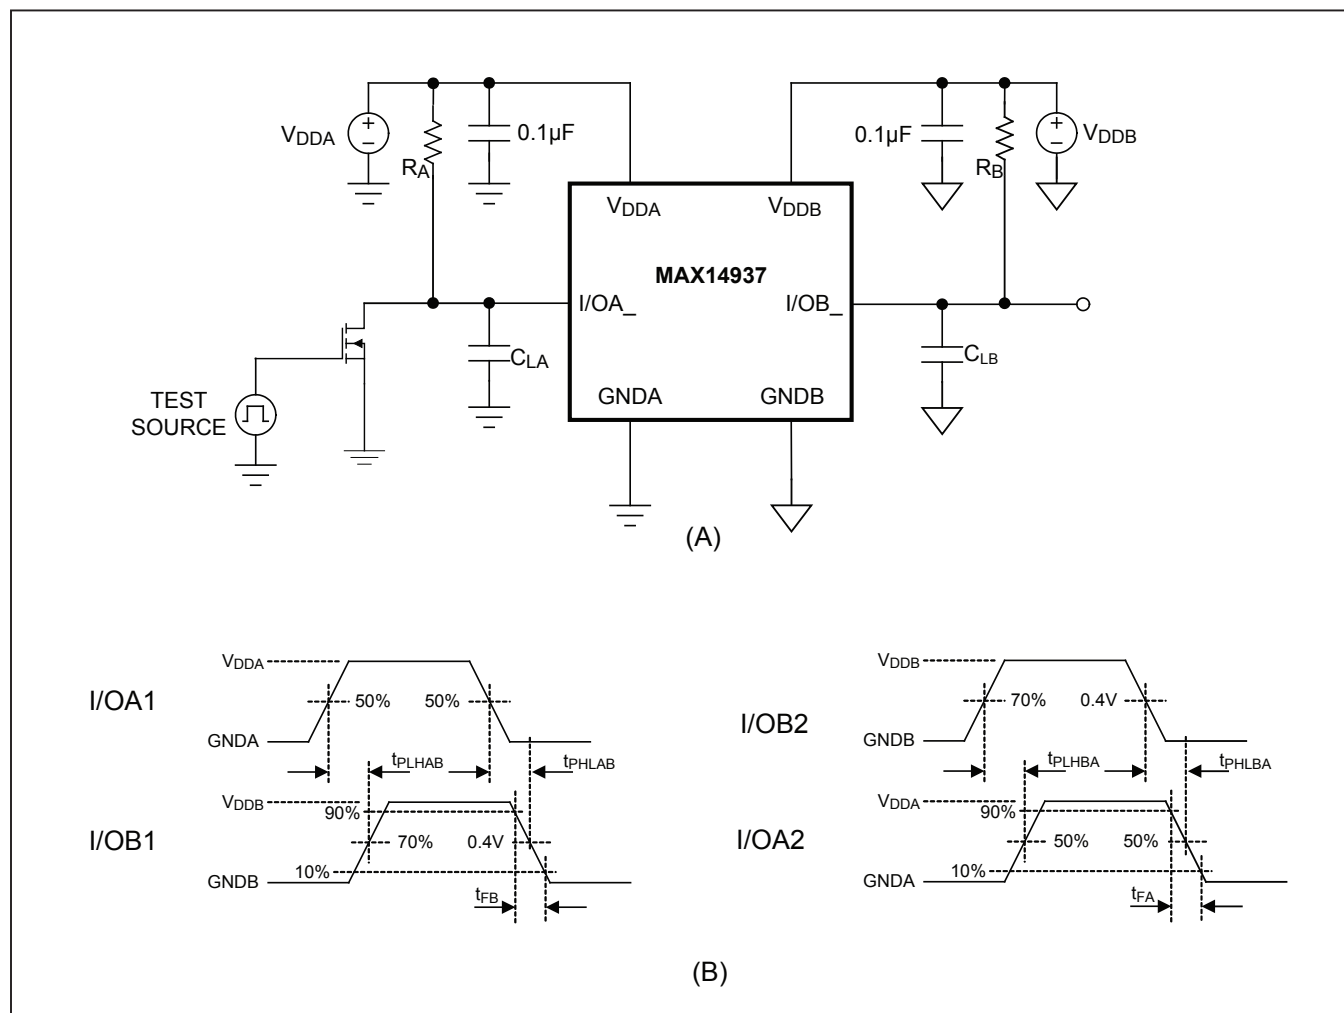 VDDA
RA
0.1µF
0.1µF
RB
VDDB
VDDA
VDDB
MAX14937
I/OA_
I/OB_
CLA
CLB
GNDA
GNDB
TEST
SOURCE
(A)
I/OA1
VDDA
50%
50%
GNDA
tPLHAB
tPHLAB
I/OB1
VDDB
90%
70%
0.4V
10%
GNDB
tFB
I/OB2
VDDB
70%
0.4V
GNDB
tPLHBA
tPHLBA
I/OA2
VDDA
90%
50%
50%
10%
GNDA
tFA
(B)